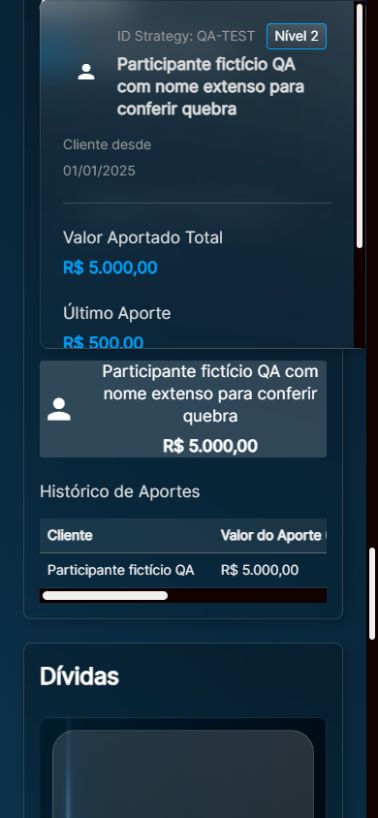 ID Strategy: QA-TEST Nível 2
Participante fictício QA
com nome extenso para
conferir quebra
Cliente desde
01/01/2025
Valor Aportado Total
R$ 5.000,00
Último Aporte
R$ 500,00
Participante fictício QA com
nome extenso para conferir
quebra
R$ 5.000,00
Histórico de Aportes
Cliente Valor do Aporte
Participante fictício QA R$ 5.000,00
Dívidas